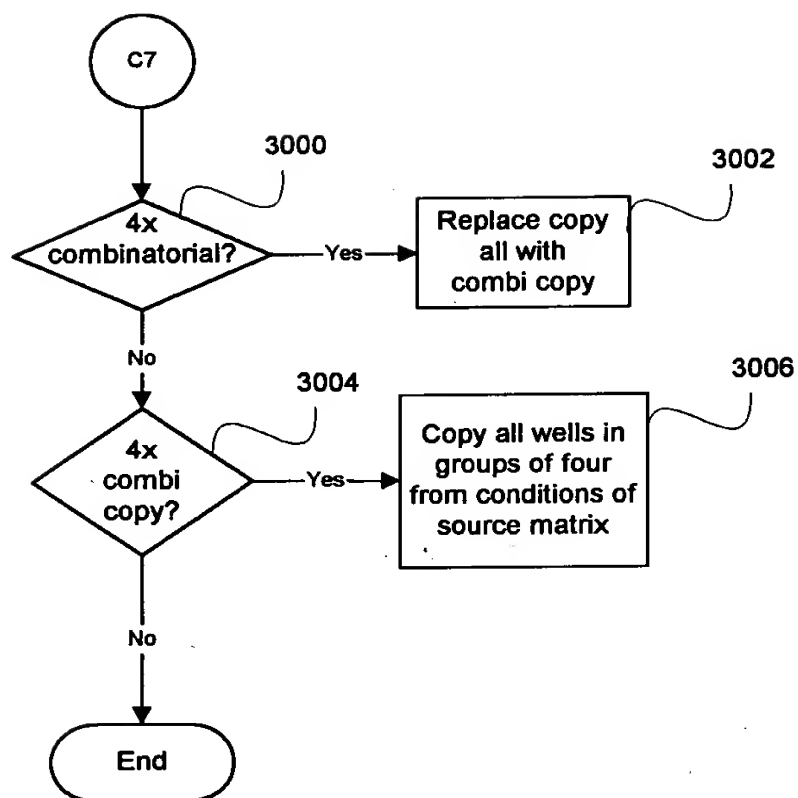 C7
3000
3002
4x
combinatorial?
Yes
Replace copy
all with
combi copy
No
3004
3006
4x
combi
copy?
Yes
Copy all wells in
groups of four
from conditions of
source matrix
No
End